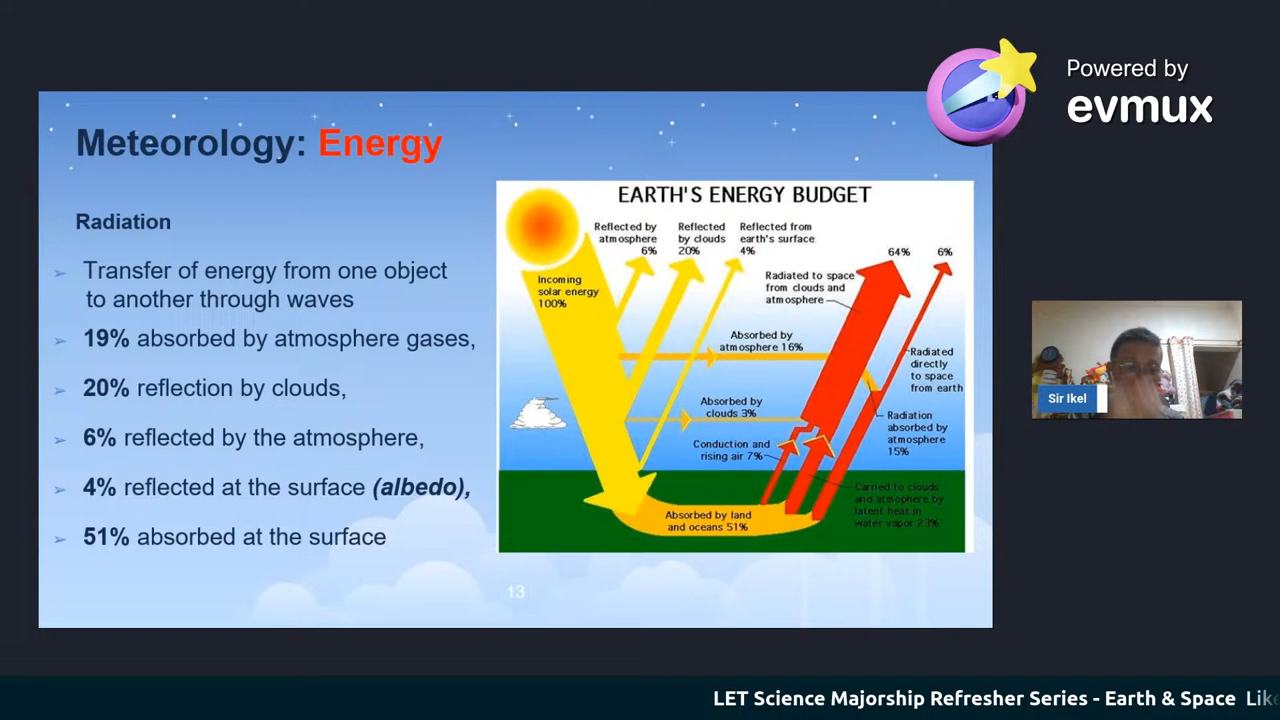 Powered by
evmux
Meteorology: Energy
Radiation
➢ Transfer of energy from one object
to another through waves
➢ 19% absorbed by atmosphere gases,
➢ 20% reflection by clouds,
➢ 6% reflected by the atmosphere,
➢ 4% reflected at the surface (albedo),
➢ 51% absorbed at the surface
EARTH'S ENERGY BUDGET
Reflected by
atmosphere
6%
Reflected
by clouds
20%
Reflected from
earth's surface
4%
64%
6%
Incoming
solar energy
100%
Radiated to space
from clouds and
atmosphere
Absorbed by
atmosphere 16%
Radiated
directly
to space
from earth
Absorbed by
clouds 3%
Radiation
absorbed by
atmosphere
15%
Conduction and
rising air 7%
Carried to clouds
and atmophere by
latent heat in
water vapor 23%
Absorbed by land
and oceans 51%
13
Sir Ikel
LET Science Majorship Refresher Series - Earth & Space Lik